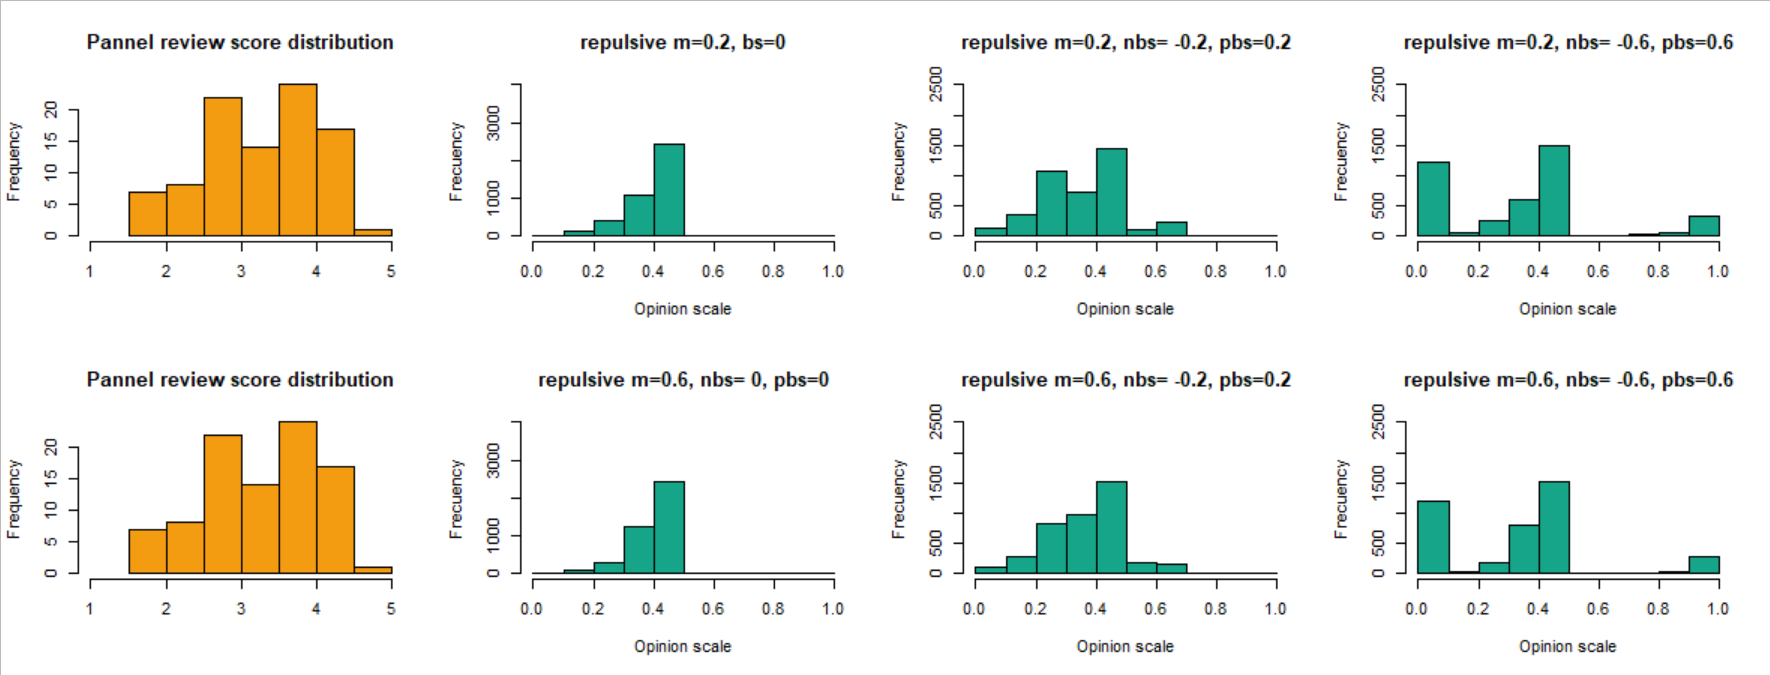 Pannel review score distribution
Frequency
0 5 10 15 20
1 2 3 4 5
repulsive m=0.2, bs=0
Frecuency
0 1000 3000
0.0 0.2 0.4 0.6 0.8 1.0
Opinion scale
repulsive m=0.2, nbs= -0.2, pbs=0.2
Frecuency
0 500 1500 2500
0.0 0.2 0.4 0.6 0.8 1.0
Opinion scale
repulsive m=0.2, nbs= -0.6, pbs=0.6
Frecuency
0 500 1500 2500
0.0 0.2 0.4 0.6 0.8 1.0
Opinion scale
Pannel review score distribution
Frequency
0 5 10 15 20
1 2 3 4 5
repulsive m=0.6, nbs= 0, pbs=0
Frecuency
0 1000 3000
0.0 0.2 0.4 0.6 0.8 1.0
Opinion scale
repulsive m=0.6, nbs= -0.2, pbs=0.2
Frecuency
0 500 1500 2500
0.0 0.2 0.4 0.6 0.8 1.0
Opinion scale
repulsive m=0.6, nbs= -0.6, pbs=0.6
Frecuency
0 500 1500 2500
0.0 0.2 0.4 0.6 0.8 1.0
Opinion scale